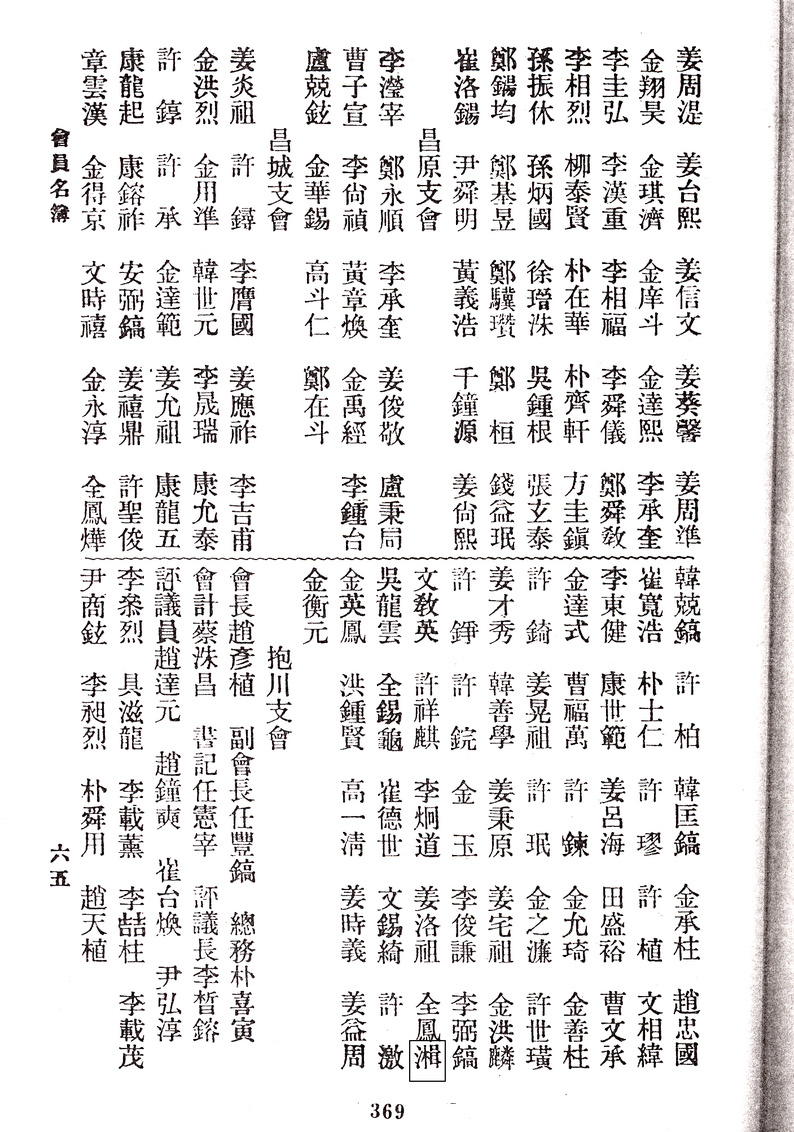 姜周湜 姜台熙 姜信文 姜葵馨 姜周準
金翔昊 金琪濟 金庠斗 金達熙 李承奎
李圭弘 李漢重 李相福 李舜儀 鄭舜敎
李相烈 柳泰賢 朴在華 朴齊軒 方圭鎭
孫振休 孫炳國 徐璔洙 吳鍾根 張玄泰
鄭鍚均 鄭基昱 鄭驥瓚 鄭 桓 錢益珉
崔洛鍚 尹舜明 黃義浩 千鐘源 姜尙熙
昌原支會
李瀅宰 鄭永順 李承奎 姜俊敬 盧秉局
曹子宣 李尙禎 黃章煥 金禹經 李鍾台
盧兢鉉 金華錫 高斗仁 鄭在斗
昌城支會
姜炎祖 許 鐞 李膺國 姜應祚 李吉甫
金洪烈 金用準 韓世元 李晟瑞 康允泰
許 錞 許 承 金達範 姜允祖 康龍五
康龍起 康鎔祚 安弼鎬 姜禧鼎 許聖俊
章雲漢 金得京 文時禧 金永淳 全鳳燁
韓兢鎬 許 柏 韓匡鎬 金承柱 趙忠國
崔寬浩 朴士仁 許 璆 許 植 文相緯
李東健 康世範 姜呂海 田盛裕 曹文承
金達式 曹福萬 許 鍊 金允琦 金善柱
許 錡 姜晃祖 許 珉 金之濂 許世璜
姜才秀 韓善學 姜秉原 姜宅祖 金洪麟
許 錚 許 鋎 金 玉 李俊謙 李弼鎬
文敎英 許祥麒 李炯道 姜洛祖 全鳳湒
吳龍雲 全錫龜 崔德世 文錫綺 許 激
金英鳳 洪鍾賢 高一淸 姜時義 姜益周
金衡元
抱川支會
會長趙彥植 副會長任豐鎬 總務朴喜寅
會計蔡洙昌 書記任憲宰 評議長李晳鎔
評議員趙達元 趙鐘奭 崔台煥 尹弘淳
李烈 具滋龍 李載薰 李喆柱 李載茂
尹商鉉 李昶烈 朴舜用 趙天植
會員名簿
六五
369